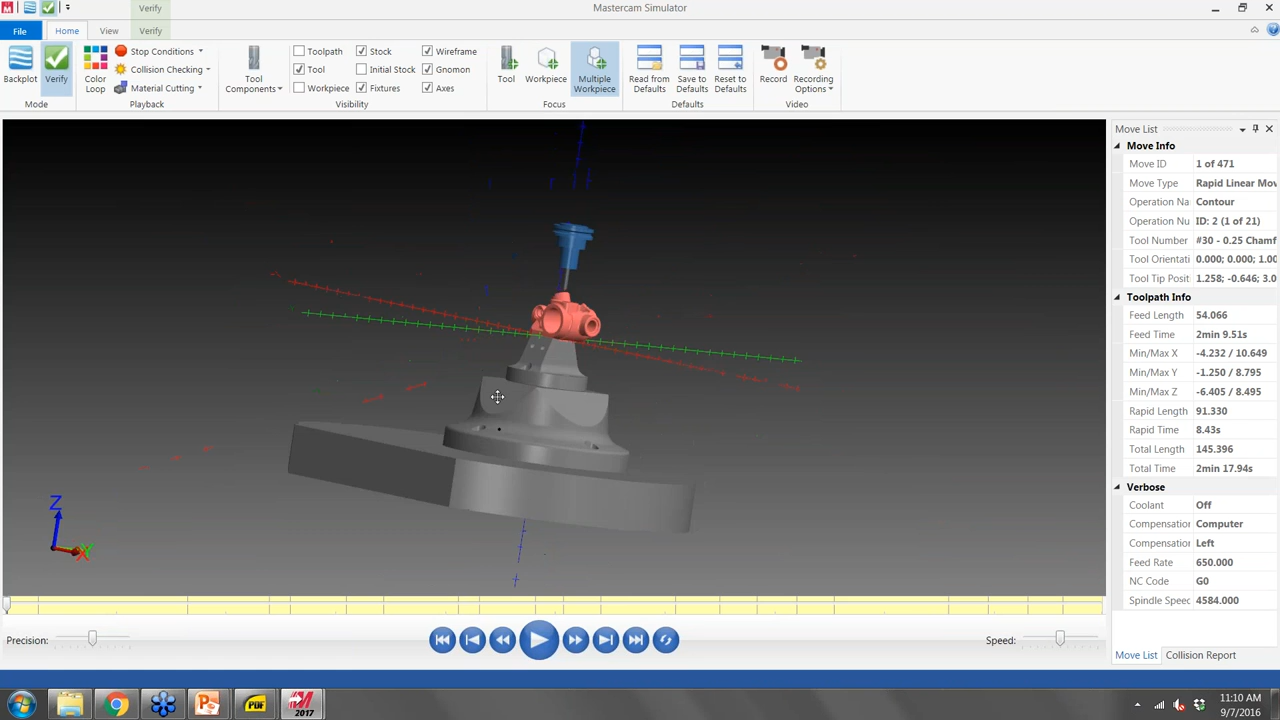 Verify
Mastercam Simulator
File
Home
View
Verify
Backplot
Verify
Mode
Color
Loop
Stop Conditions
Collision Checking
Material Cutting
Playback
Tool
Components
Toolpath
Tool
Workpiece
Stock
Initial Stock
Fixtures
Wireframe
Gnomon
Axes
Visibility
Tool
Workpiece
Multiple
Workpiece
Focus
Read from
Defaults
Save to
Defaults
Reset to
Defaults
Defaults
Record
Recording
Options
Video
Move List
Move Info
Move ID 1 of 471
Move Type Rapid Linear Mov
Operation Na Contour
Operation Nu ID: 2 (1 of 21)
Tool Number #30 - 0.25 Chamf
Tool Orientati 0.000; 0.000; 1.00
Tool Tip Posit 1.258; -0.646; 3.0
Toolpath Info
Feed Length 54.066
Feed Time 2min 9.51s
Min/Max X -4.232 / 10.649
Min/Max Y -1.250 / 8.795
Min/Max Z -6.405 / 8.495
Rapid Length 91.330
Rapid Time 8.43s
Total Length 145.396
Total Time 2min 17.94s
Verbose
Coolant Off
Compensation Computer
Compensation Left
Feed Rate 650.000
NC Code G0
Spindle Speed 4584.000
Z
Y
X
Precision:
Speed:
Move List
Collision Report
PDF
2017
11:10 AM
9/7/2016